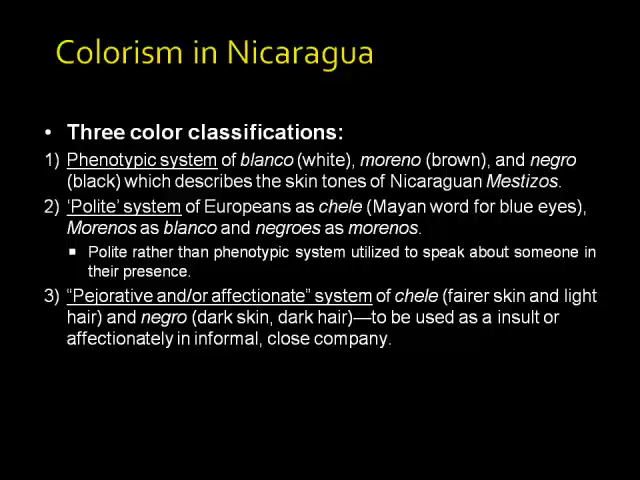 Colorism in Nicaragua
• Three color classifications:
1) Phenotypic system of blanco (white), moreno (brown), and negro
(black) which describes the skin tones of Nicaraguan Mestizos.
2) ‘Polite’ system of Europeans as chele (Mayan word for blue eyes),
Morenos as blanco and negroes as morenos.
▪ Polite rather than phenotypic system utilized to speak about someone in
their presence.
3) “Pejorative and/or affectionate” system of chele (fairer skin and light
hair) and negro (dark skin, dark hair)—to be used as a insult or
affectionately in informal, close company.